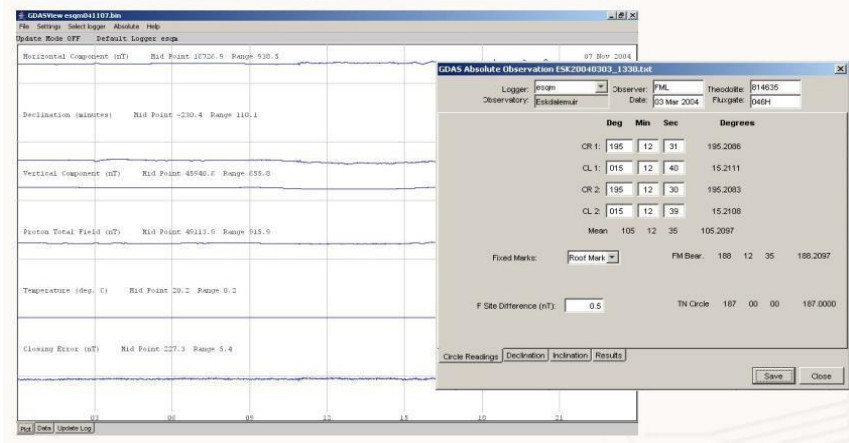 GDASView esqm041107.bin
File Settings Select logger Absolute Help
Update Mode OFF Default Logger esqm
Horizontal Component (nT) Mid Point 16726.9 Range 938.5 07 Nov 2004
Declination (minutes) Mid Point -230.4 Range 110.1
Vertical Component (nT) Mid Point 45940.6 Range 655.8
Proton Total Field (nT) Mid Point 49113.9 Range 915.9
Temperature (deg. C) Mid Point 20.2 Range 0.2
Closing Error (nT) Mid Point 227.3 Range 5.4
03 06 09 12 15 18 21
Plot Data Update Log
GDAS Absolute Observation ESK20040303_1330.txt
Logger: esqm Observer: FML Theodolite: 814635
Observatory: Eskdalemuir Date: 03 Mar 2004 Fluxgate: 046H
Deg Min Sec Degrees
CR 1: 195 12 31 195.2086
CL 1: 015 12 40 15.2111
CR 2: 195 12 30 195.2083
CL 2: 015 12 39 15.2108
Mean 105 12 35 105.2097
Fixed Marks: Roof Mark FM Bear. 188 12 35 188.2097
F Site Difference (nT): 0.5 TN Circle 187 00 00 187.0000
Circle Readings Declination Inclination Results
Save Close